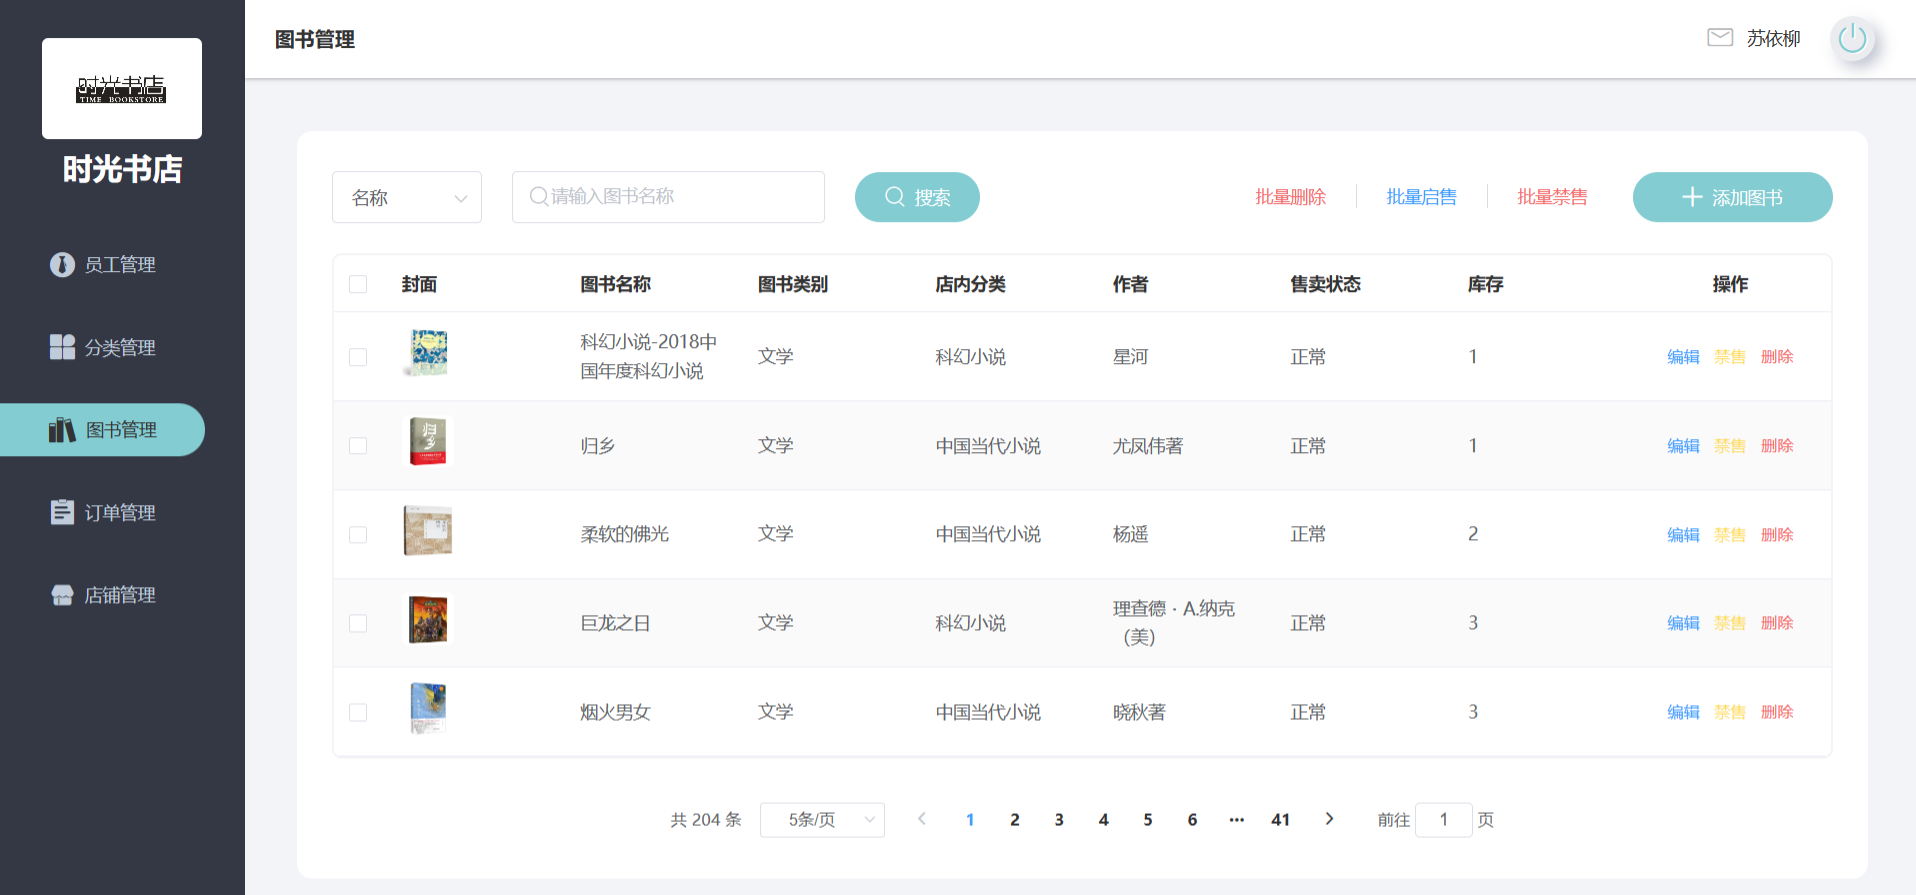 时光书店
TIME BOOKSTORE
时光书店
员工管理
分类管理
图书管理
订单管理
店铺管理
图书管理
苏依柳
名称
请输入图书名称
搜索
批量删除
批量启售
批量禁售
添加图书
封面 图书名称 图书类别 店内分类 作者 售卖状态 库存 操作
科幻小说-2018中
国年度科幻小说
文学 科幻小说 星河 正常 1 编辑 禁售 删除
归乡 文学 中国当代小说 尤凤伟著 正常 1 编辑 禁售 删除
柔软的佛光 文学 中国当代小说 杨遥 正常 2 编辑 禁售 删除
巨龙之日 文学 科幻小说
理查德 · A.纳克
（美）
正常 3 编辑 禁售 删除
烟火男女 文学 中国当代小说 晓秋著 正常 3 编辑 禁售 删除
共 204 条 5条/页 1 2 3 4 5 6 ··· 41 前往 1 页